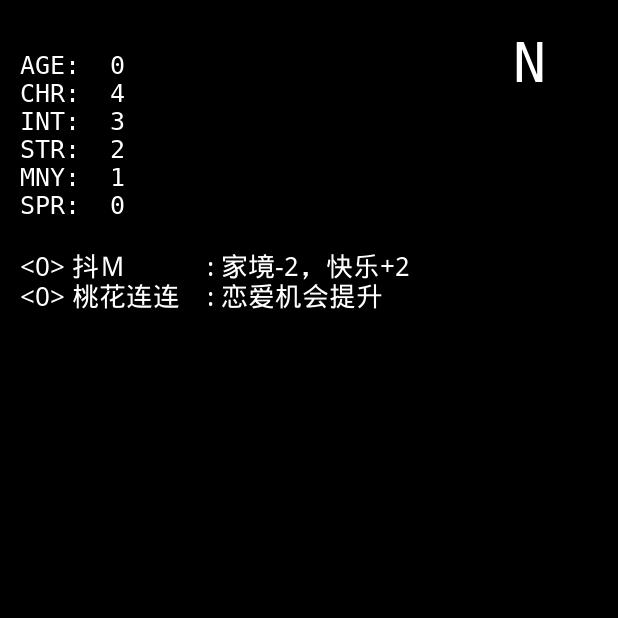 N
AGE: 0
CHR: 4
INT: 3
STR: 2
MNY: 1
SPR: 0
<0> 抖M : 家境-2，快乐+2
<0> 桃花连连 : 恋爱机会提升